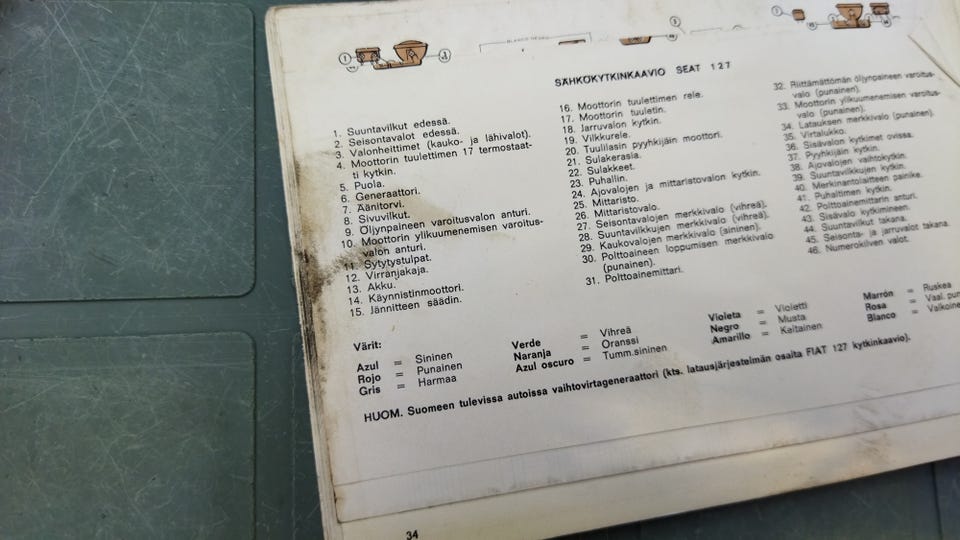 SÄHKÖKYTKINKAAVIO SEAT 127
1. Suuntavilkut edessä.
2. Seisontavalot edessä.
3. Valonheittimet (kauko- ja lähivalot).
4. Moottorin tuulettimen 17 termostaat-
ti kytkin.
5. Puola.
6. Generaattori.
7. Äänitorvi.
8. Sivuvilkut.
9. Öljynpaineen varoitusvalon anturi.
10. Moottorin ylikuumenemisen varoitus-
valon anturi.
11. Sytytystulpat.
12. Virranjakaja.
13. Akku.
14. Käynnistinmoottori.
15. Jännitteen säädin.
16. Moottorin tuulettimen rele.
17. Moottorin tuuletin.
18. Jarruvalon kytkin.
19. Vilkkurele.
20. Tuulilasin pyyhkijäin moottori.
21. Sulakerasia.
22. Sulakkeet.
23. Puhallin.
24. Ajovalojen ja mittaristovalon kytkin.
25. Mittaristo.
26. Mittaristovalo.
27. Seisontavalojen merkkivalo (vihreä).
28. Suuntavilkkujen merkkivalo (vihreä).
29. Kaukovalojen merkkivalo (sininen).
30. Polttoaineen loppumisen merkkivalo
(punainen).
31. Polttoainemittari.
32. Riittämättömän öljynpaineen varoitus-
valo (punainen).
33. Moottorin ylikuumenemisen varoitus-
valo (punainen).
34. Latauksen merkkivalo (punainen).
35. Virtalukko.
36. Sisävalon kytkimet ovissa.
37. Pyyhkijäin kytkin.
38. Ajovalojen vaihtokytkin.
39. Suuntavilkkujen kytkin.
40. Merkinantolaitteen painike.
41. Puhaltimen kytkin.
42. Polttoainemittarin anturi.
43. Sisävalo kytkimineen.
44. Suuntavilkut takana.
45. Seisonta- ja jarruvalot takana.
46. Numerokilven valot.
Värit:
Azul = Sininen
Rojo = Punainen
Gris = Harmaa
Verde = Vihreä
Naranja = Oranssi
Azul oscuro = Tumm.sininen
Violeta = Violetti
Negro = Musta
Amarillo = Keltainen
Marrón = Ruskea
Rosa = Vaal. pun
Blanco = Valkoine
HUOM. Suomeen tulevissa autoissa vaihtovirtageneraattori (kts. latausjärjestelmän osalta FIAT 127 kytkinkaavio).
34